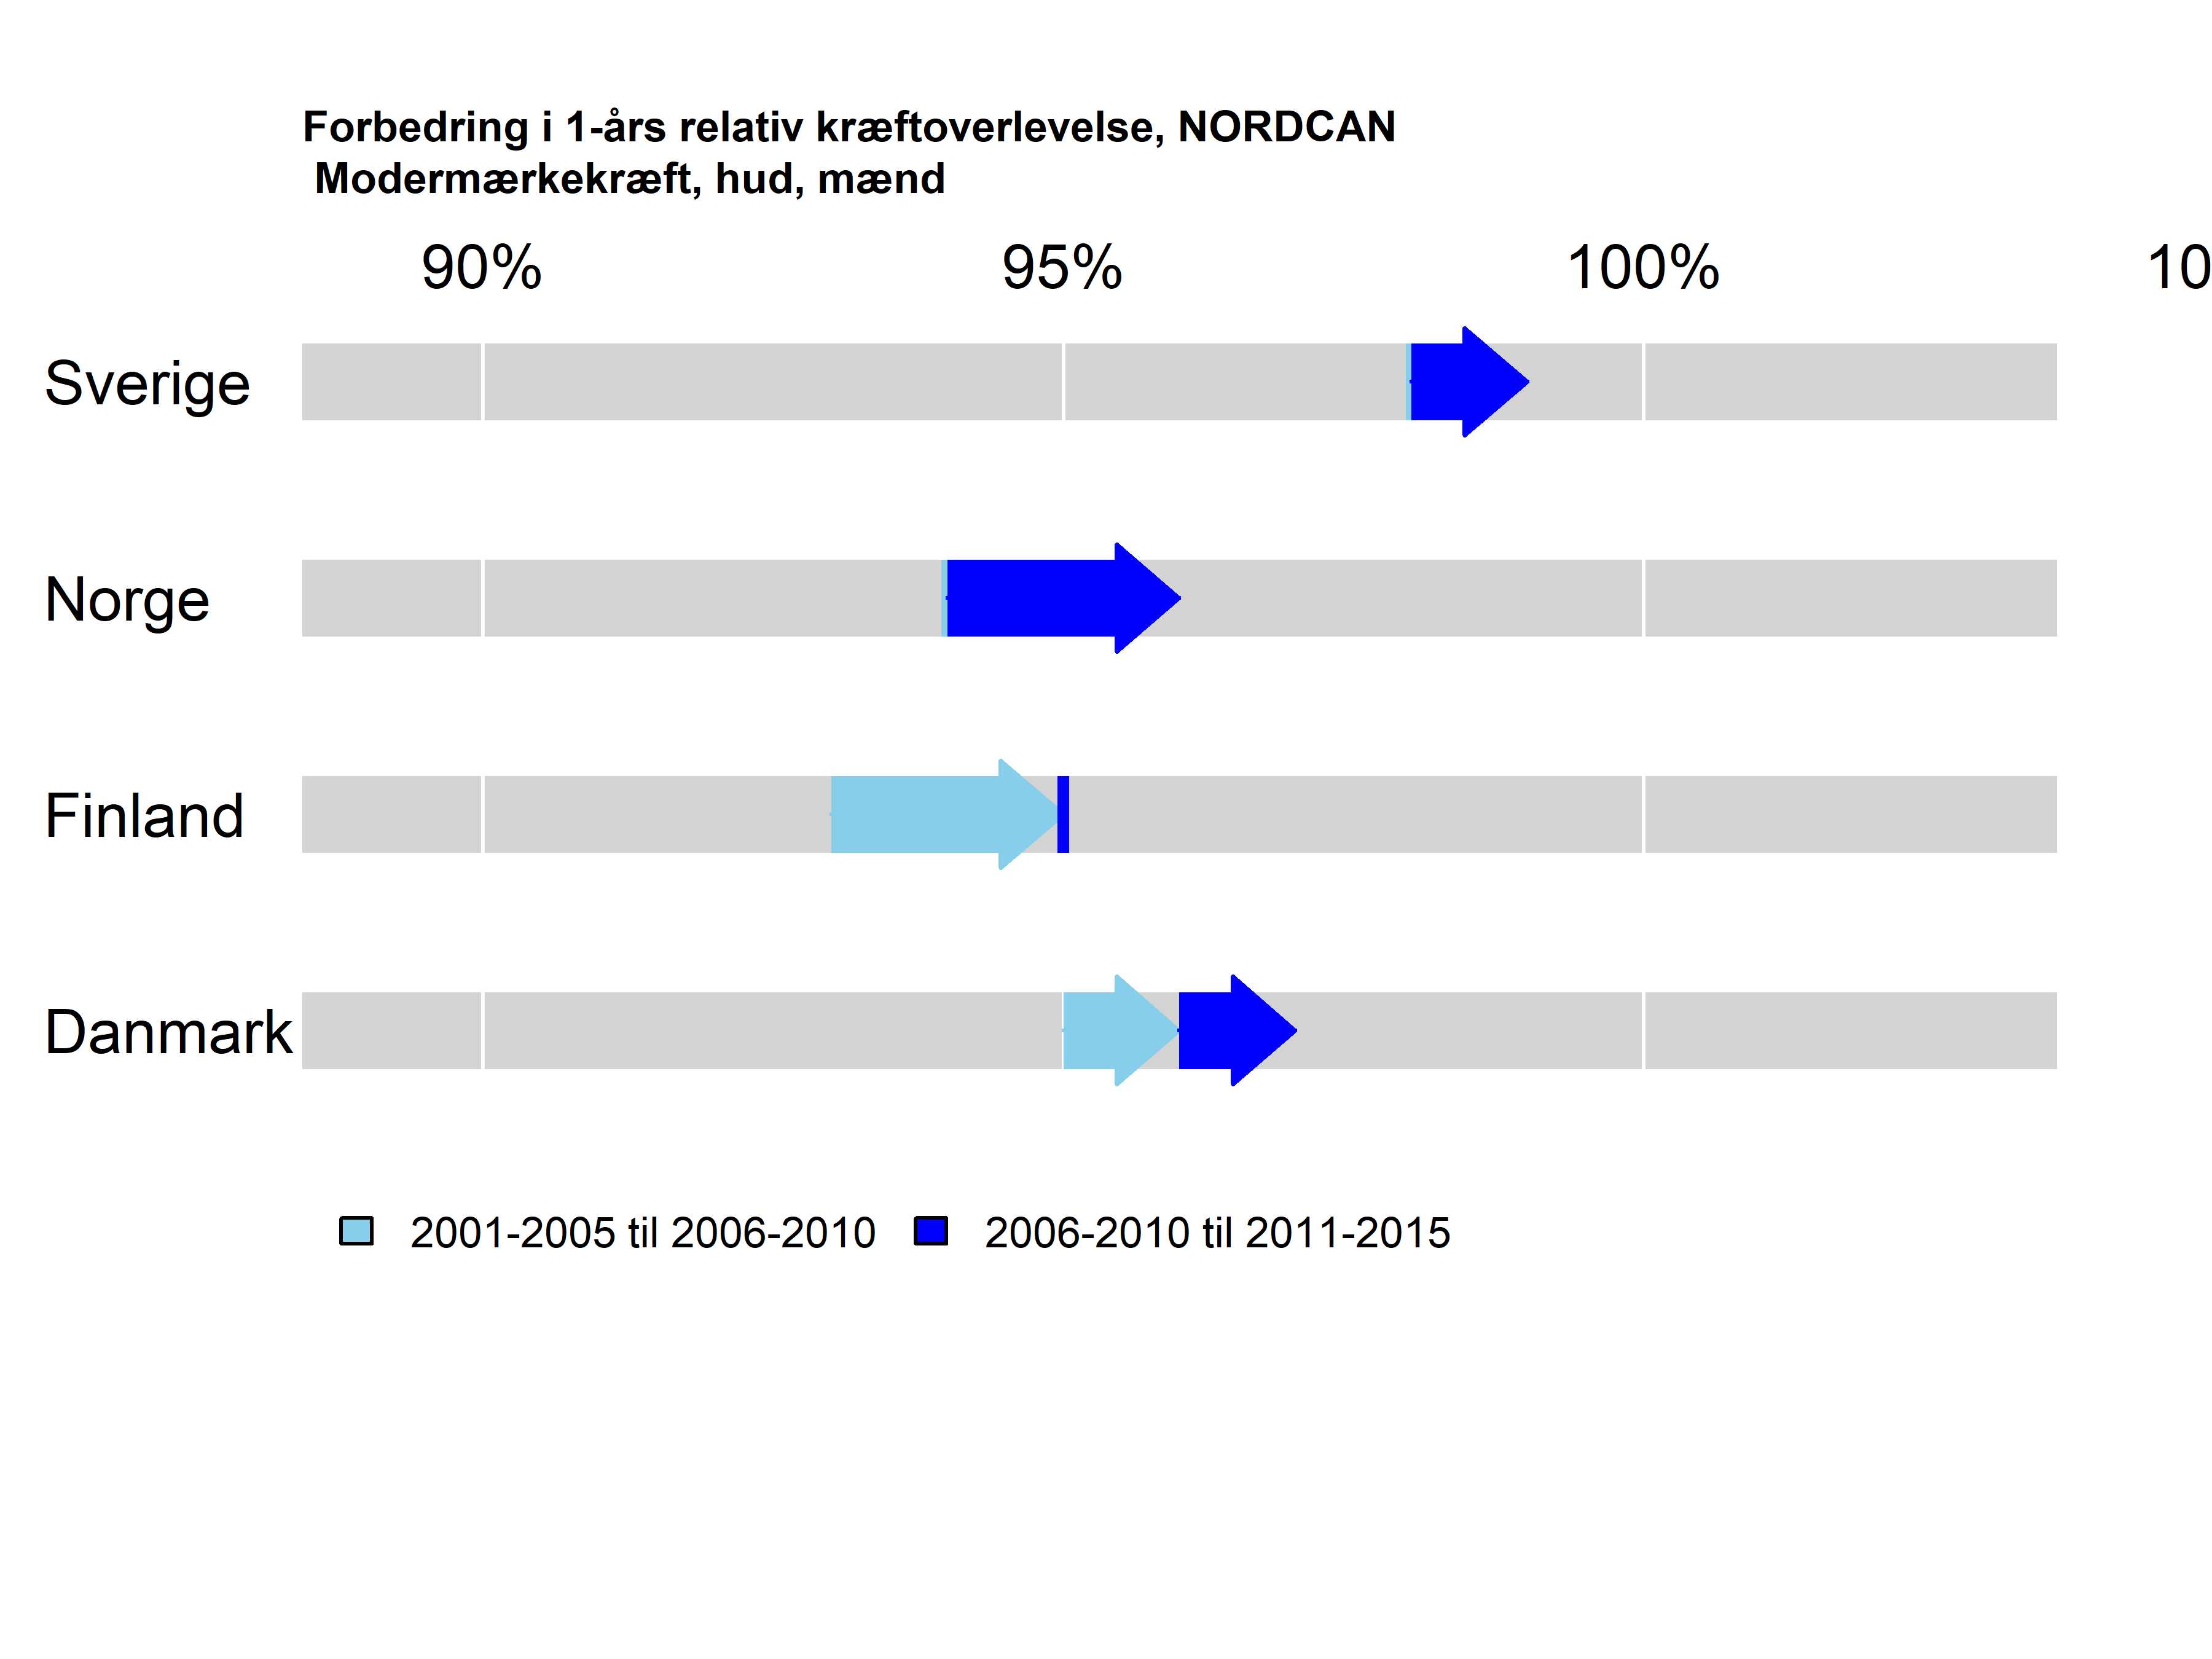 Forbedring i 1-års relativ kræftoverlevelse, NORDCAN
Modermærkekræft, hud, mænd
90% 95% 100% 10
Sverige
Norge
Finland
Danmark
2001-2005 til 2006-2010 2006-2010 til 2011-2015